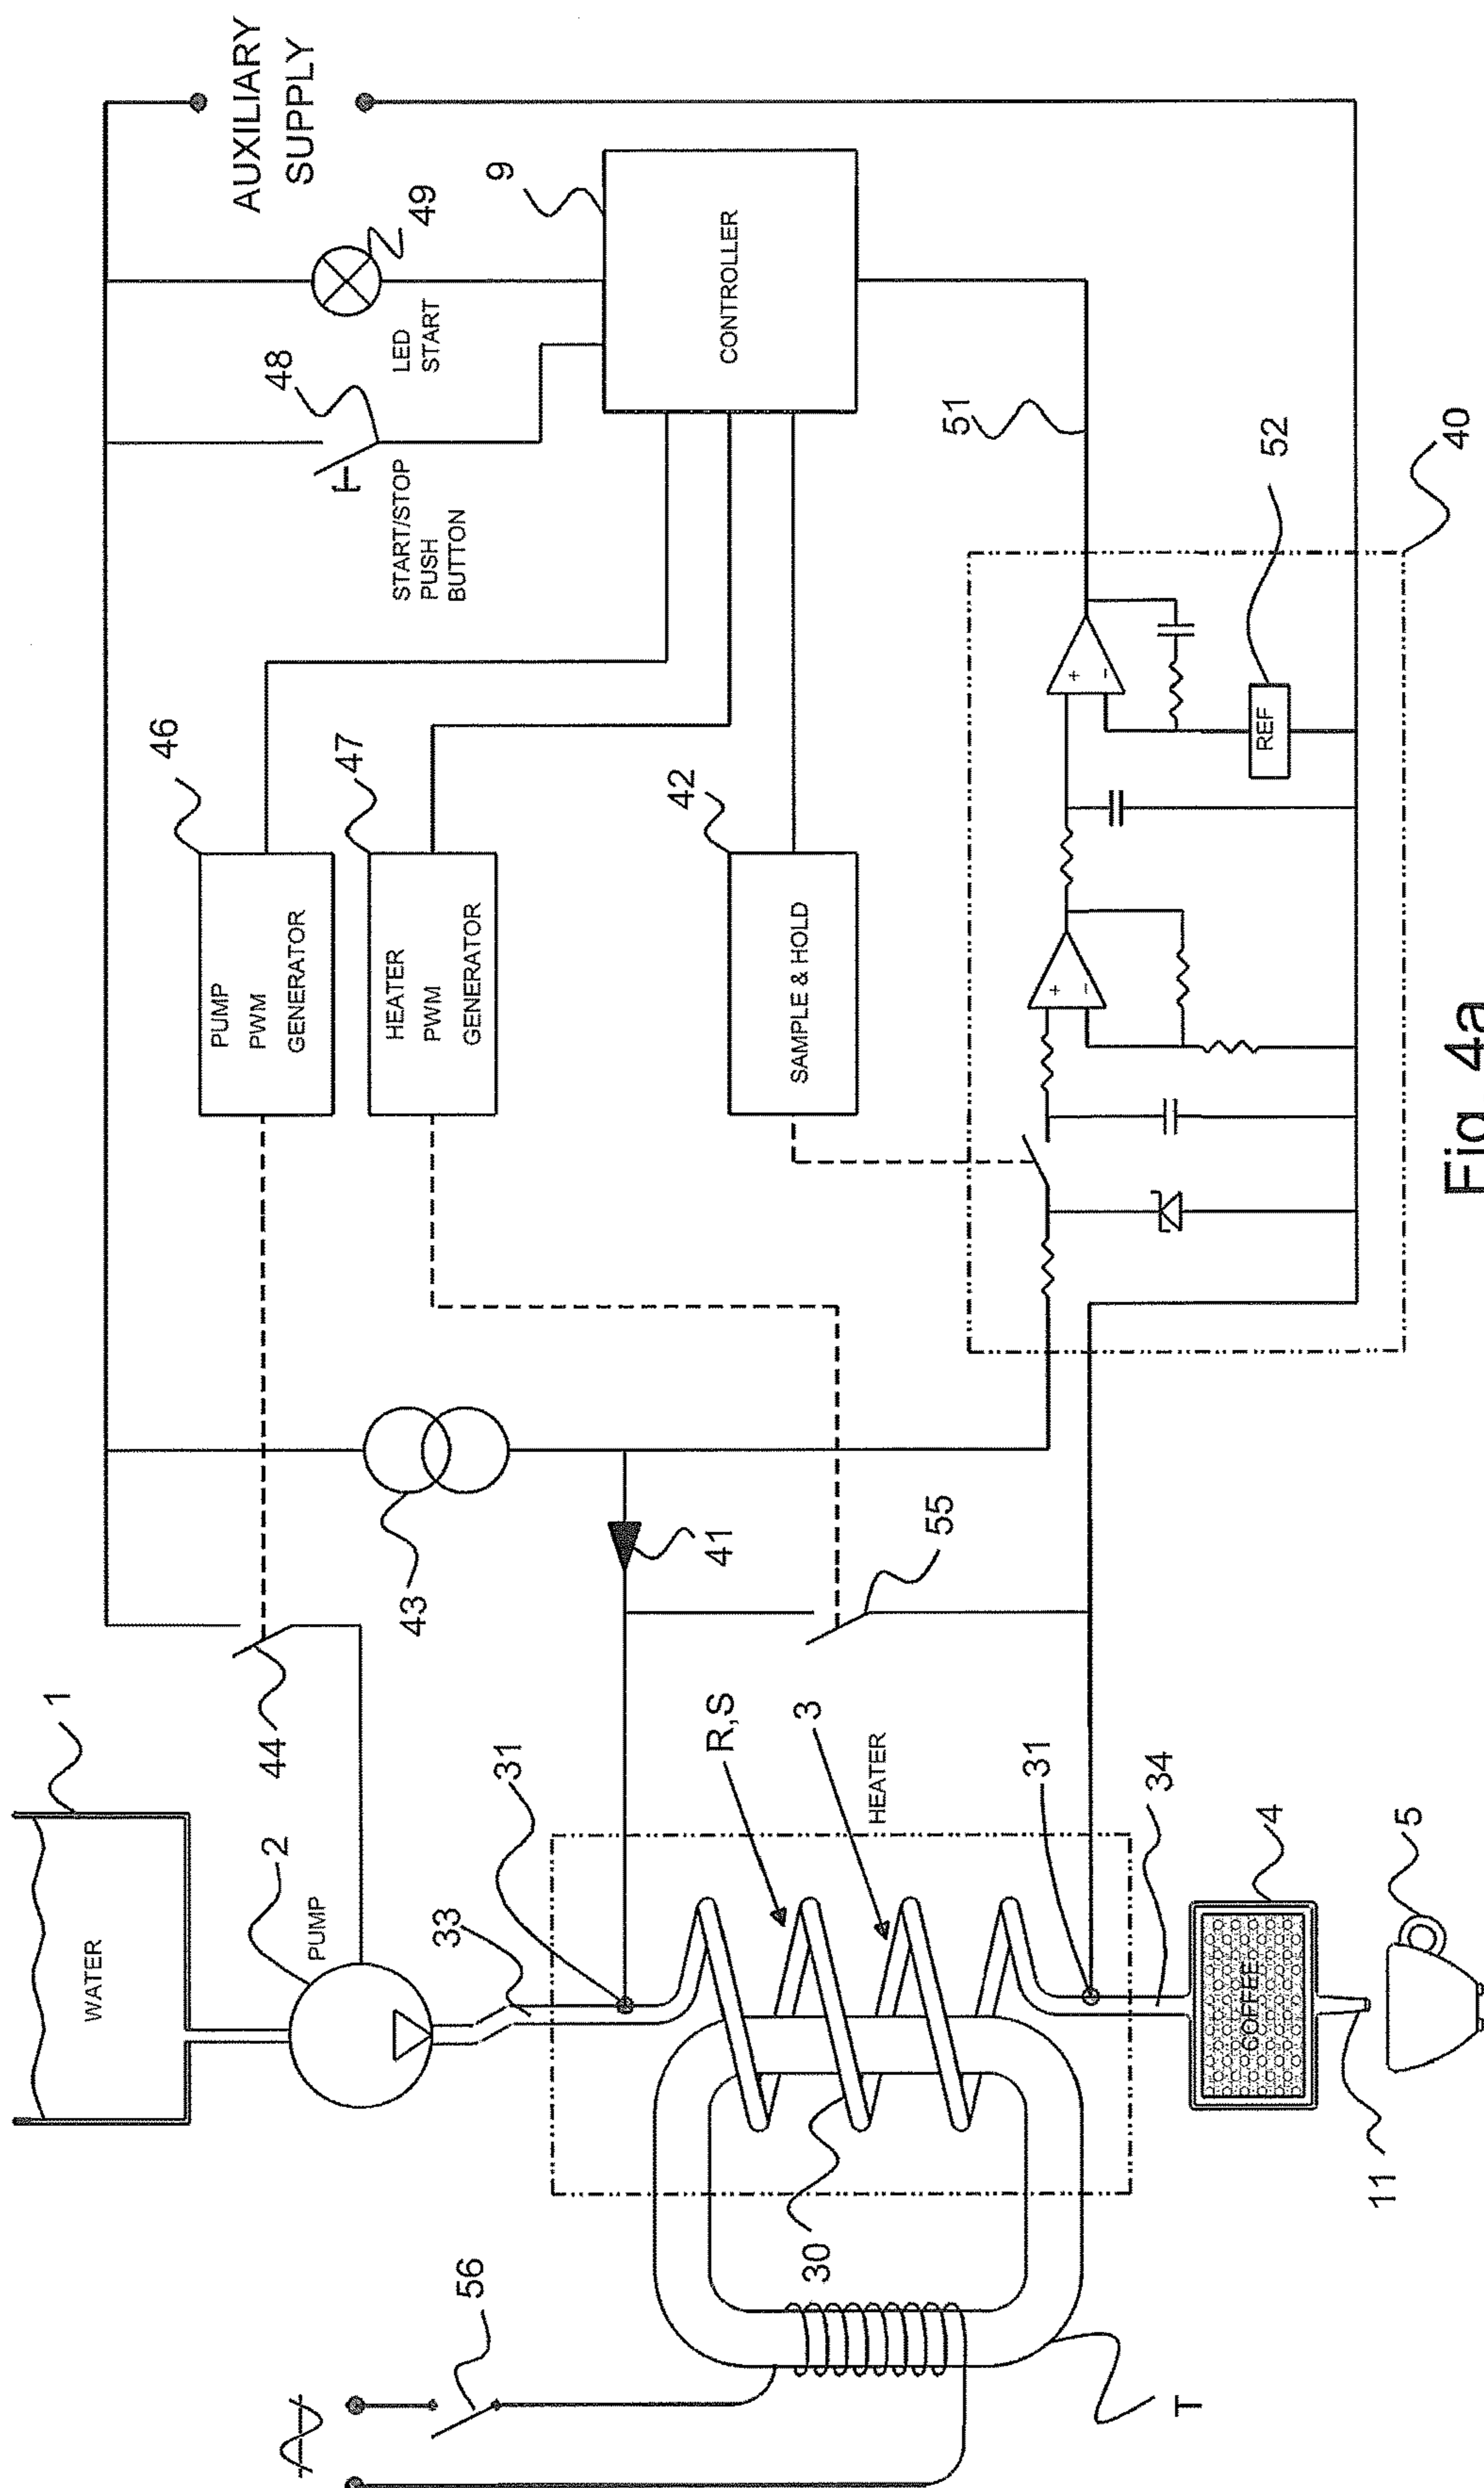 AUXILIARY
SUPPLY
49
LED
START
48
START/STOP
PUSH
BUTTON
9
CONTROLLER
51
52
40
REF
46
PUMP
PWM
GENERATOR
47
HEATER
PWM
GENERATOR
42
SAMPLE & HOLD
+
−
+
−
43
41
55
44
1
WATER
2
PUMP
33
31
R,S
3
HEATER
31
34
4
COFFEE
5
11
30
56
T
Fig. 4a